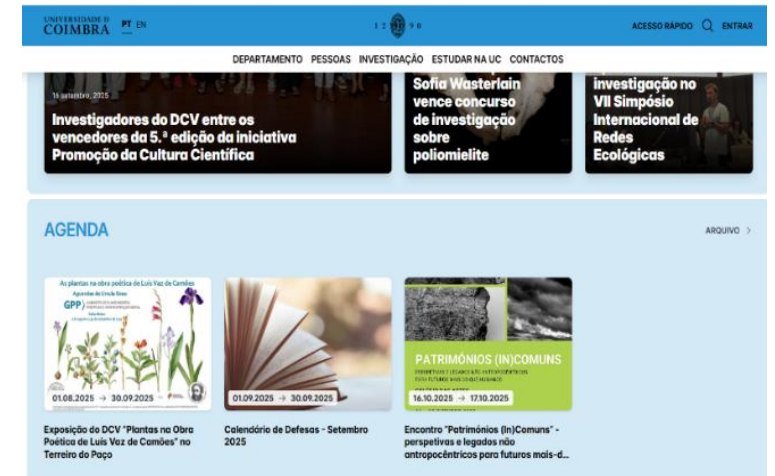 UNIVERSIDADE D
COIMBRA
PT EN
12 90
ACESSO RÁPIDO
ENTRAR
DEPARTAMENTO PESSOAS INVESTIGAÇÃO ESTUDAR NA UC CONTACTOS
16 setembro, 2025
Investigadores do DCV entre os
vencedores da 5.ª edição da iniciativa
Promoção da Cultura Científica
Sofia Wasterlain
vence concurso
de investigação
sobre
poliomielite
investigação no
VII Simpósio
Internacional de
Redes
Ecológicas
AGENDA
ARQUIVO >
As plantas na obra poética de Luís Vaz de Camões
Aguarelas de Ursula Beau
GPP
01.08.2025 → 30.09.2025
Exposição do DCV "Plantas na Obra
Poética de Luís Vaz de Camões" no
Terreiro do Paço
01.09.2025 → 30.09.2025
Calendário de Defesas - Setembro
2025
PATRIMÓNIOS (IN)COMUNS
16.10.2025 → 17.10.2025
Encontro "Patrimónios (In)Comuns" -
perspetivas e legados não
antropocêntricos para futuros mais-d...